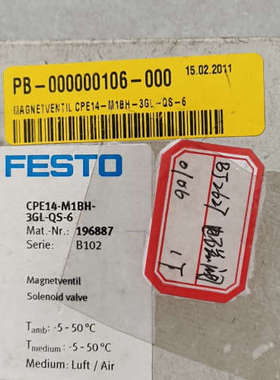 PB-000000106-000
15.02.2011
MAGNETVENTIL CPE14-M1BH-3GL-QS-6
FESTO
CPE14-M1BH-
3GL-QS-6
Mat.-Nr.: 196887
Serie: B102
Magnetventil
Solenoid valve
Tamb: -5 - 50°C
Tmedium: -5 - 50°C
Medium: Luft / Air